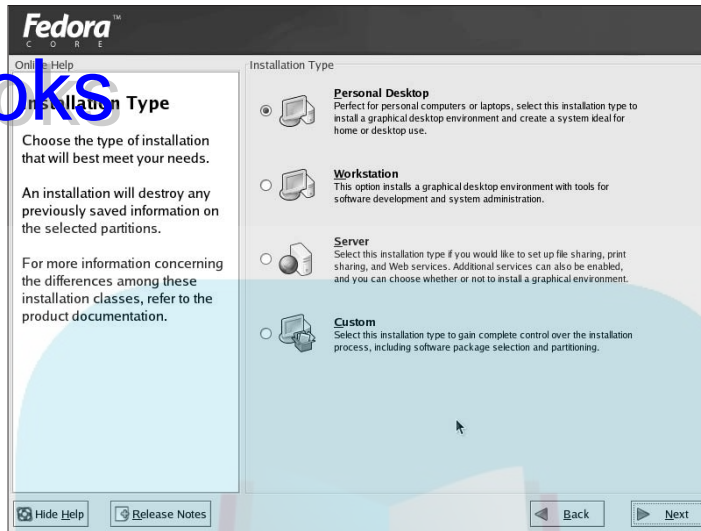 Fedora™
CORE
Online Help
oks
Installation Type
Choose the type of installation
that will best meet your needs.
An installation will destroy any
previously saved information on
the selected partitions.
For more information concerning
the differences among these
installation classes, refer to the
product documentation.
Installation Type
Personal Desktop
Perfect for personal computers or laptops, select this installation type to
install a graphical desktop environment and create a system ideal for
home or desktop use.
Workstation
This option installs a graphical desktop environment with tools for
software development and system administration.
Server
Select this installation type if you would like to set up file sharing, print
sharing, and Web services. Additional services can also be enabled,
and you can choose whether or not to install a graphical environment.
Custom
Select this installation type to gain complete control over the installation
process, including software package selection and partitioning.
Hide Help
Release Notes
Back
Next